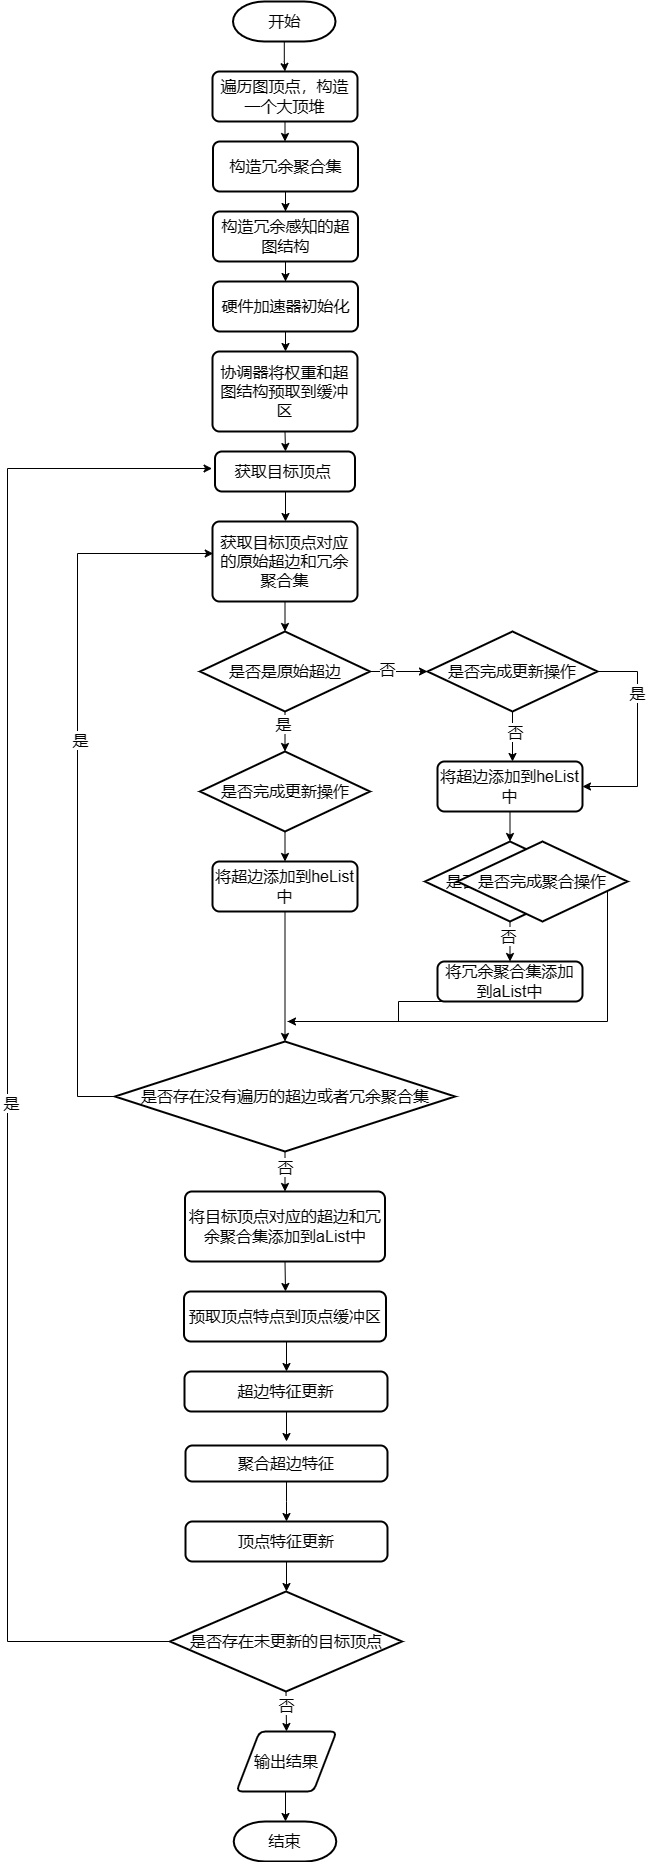 开始
遍历图顶点，构造
一个大顶堆
构造冗余聚合集
构造冗余感知的超
图结构
硬件加速器初始化
协调器将权重和超
图结构预取到缓冲
区
获取目标顶点
获取目标顶点对应
的原始超边和冗余
聚合集
是否是原始超边
否
是否完成更新操作
是
是
否
是
是否完成更新操作
将超边添加到heList
中
将超边添加到heList
中
是否完成聚合操作
否
将冗余聚合集添加
到aList中
是否存在没有遍历的超边或者冗余聚合集
是
否
将目标顶点对应的超边和冗
余聚合集添加到aList中
预取顶点特点到顶点缓冲区
超边特征更新
聚合超边特征
顶点特征更新
是否存在未更新的目标顶点
否
输出结果
结束